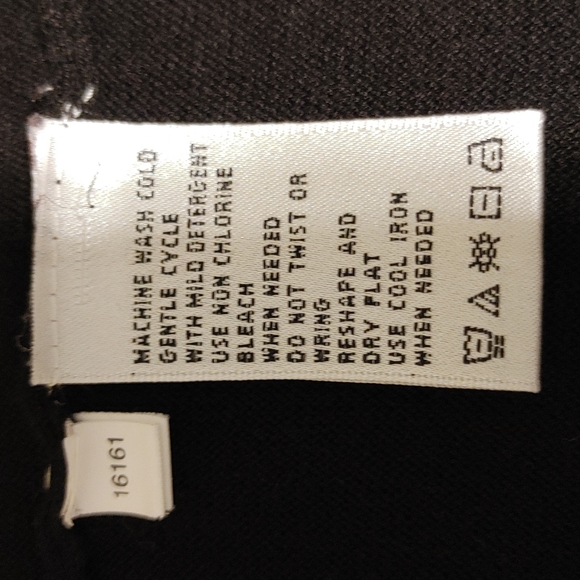 MACHINE WASH COLD
GENTLE CYCLE
WITH MILD DETERGENT
USE NON CHLORINE
BLEACH
WHEN NEEDED
DO NOT TWIST OR
WRING
RESHAPE AND
DRY FLAT
USE COOL IRON
WHEN NEEDED
16161